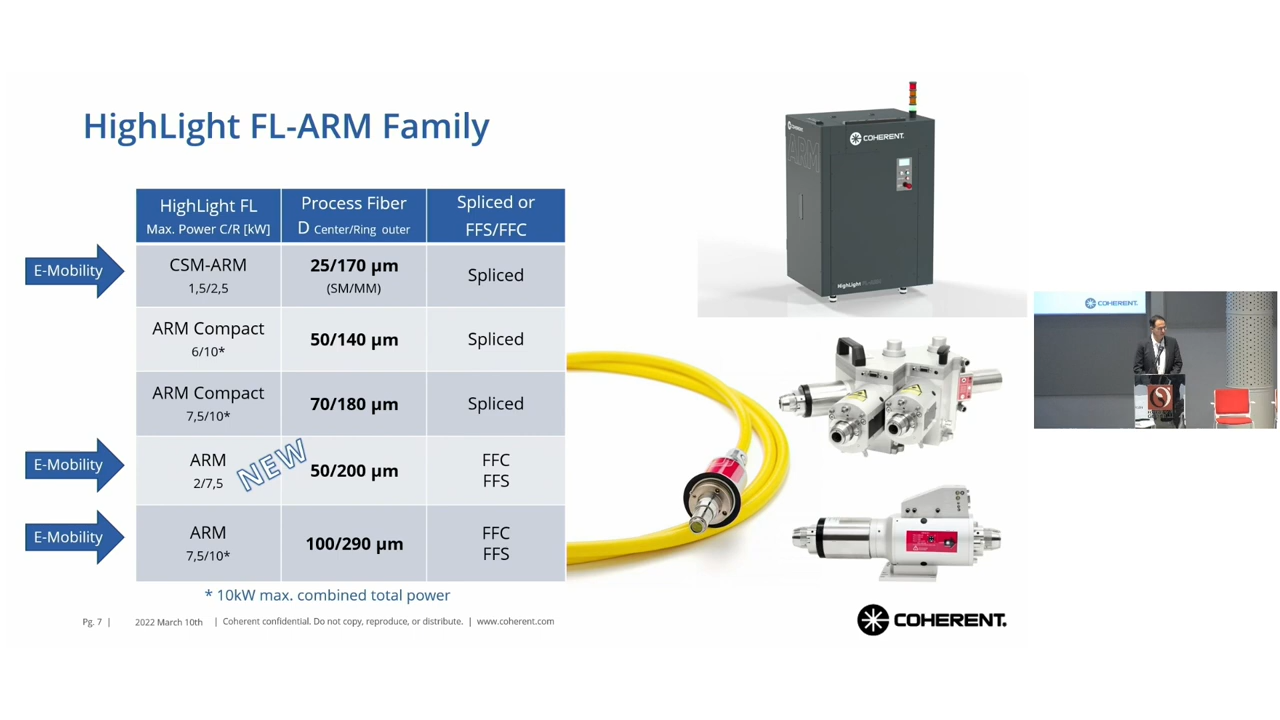 HighLight FL-ARM Family
HighLight FL
Max. Power C/R [kW]
Process Fiber
D Center/Ring outer
Spliced or
FFS/FFC
E-Mobility
CSM-ARM
1,5/2,5
25/170 µm
(SM/MM)
Spliced
ARM Compact
6/10*
50/140 µm
Spliced
ARM Compact
7,5/10*
70/180 µm
Spliced
E-Mobility
ARM
2/7,5
NEW
50/200 µm
FFC
FFS
E-Mobility
ARM
7,5/10*
100/290 µm
FFC
FFS
* 10kW max. combined total power
Pg. 7 | 2022 March 10th | Coherent confidential. Do not copy, reproduce, or distribute. | www.coherent.com
COHERENT.
ARM
COHERENT.
HighLight FL-ARM
COHERENT.
COHERENT.